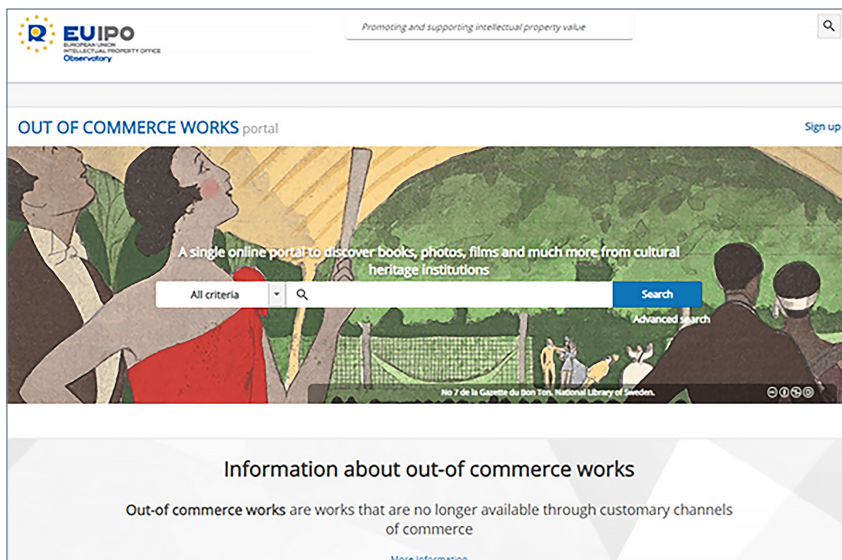 EUIPO
EUROPEAN UNION
INTELLECTUAL PROPERTY OFFICE
Observatory
Promoting and supporting intellectual property value
OUT OF COMMERCE WORKS portal
Sign up
A single online portal to discover books, photos, films and much more from cultural
heritage institutions
All criteria
Search
Advanced search
No 7 de la Gazette du Bon Ton, National Library of Sweden.
Information about out-of commerce works
Out-of commerce works are works that are no longer available through customary channels
of commerce
More Information